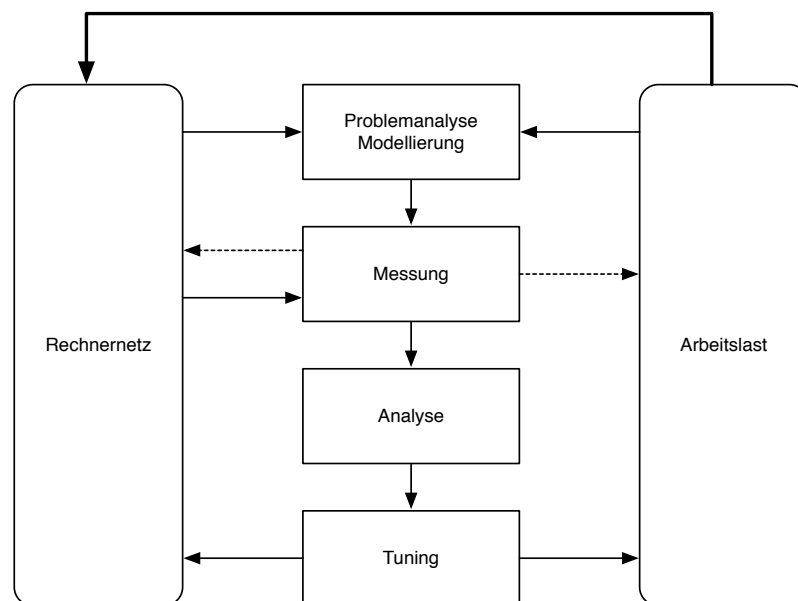 Problemanalyse
Modellierung
Messung
Rechnernetz
Arbeitslast
Analyse
Tuning